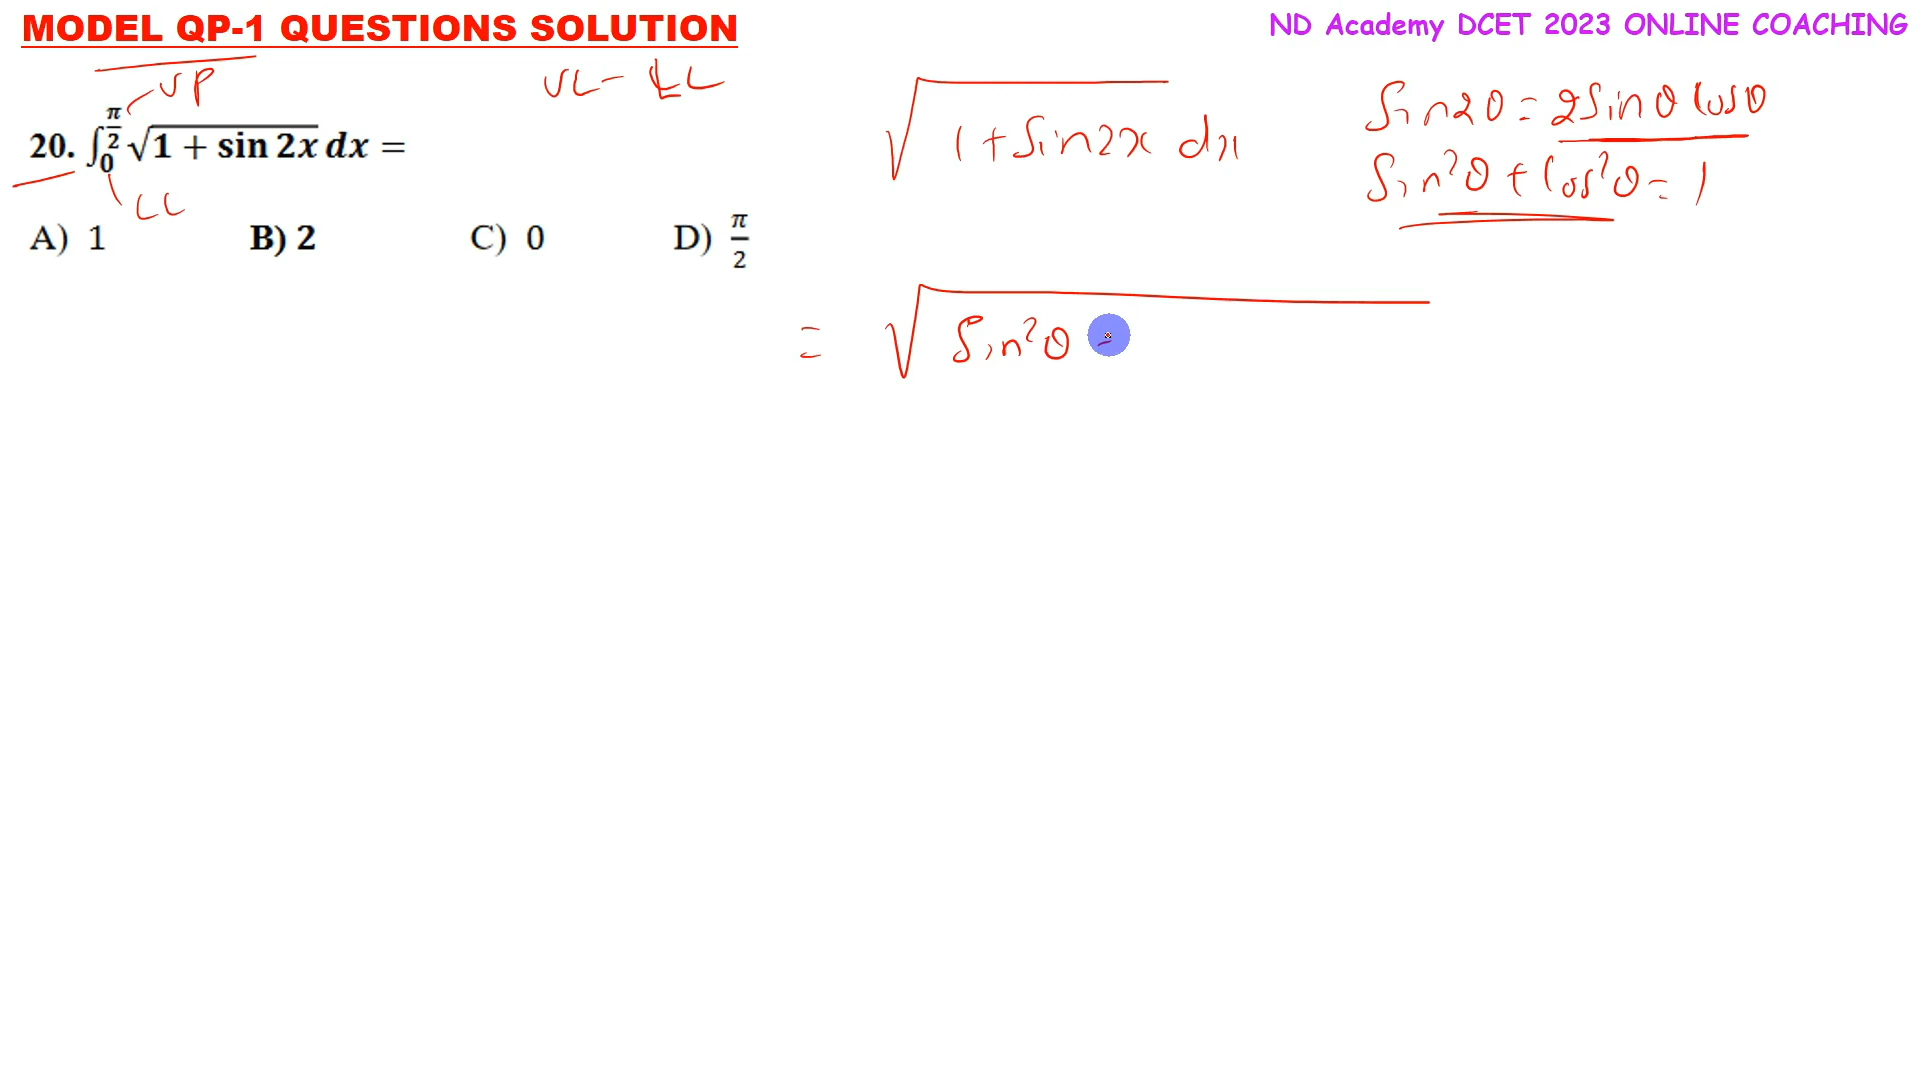 MODEL QP-1 QUESTIONS SOLUTION
ND Academy DCET 2023 ONLINE COACHING
UP
UL - LL
20. ∫₀^(π/2) √(1 + sin 2x) dx =
LL
A) 1 B) 2 C) 0 D) π/2
√(1 + Sin2x) dx
Sin2θ = 2Sinθ Cosθ
Sin²θ + Cos²θ = 1
= √(Sin²θ